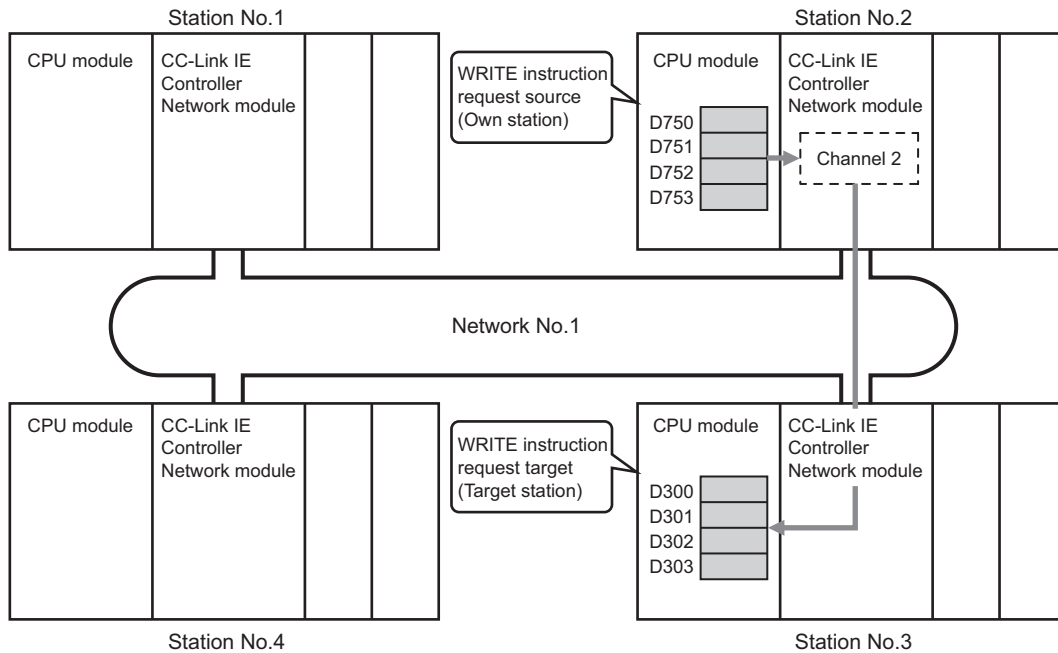 Station No.1
Station No.2
CPU module
CC-Link IE
Controller
Network module
WRITE instruction
request source
(Own station)
CPU module
D750
D751
D752
D753
CC-Link IE
Controller
Network module
Channel 2
Network No.1
CPU module
CC-Link IE
Controller
Network module
WRITE instruction
request target
(Target station)
CPU module
D300
D301
D302
D303
CC-Link IE
Controller
Network module
Station No.4
Station No.3